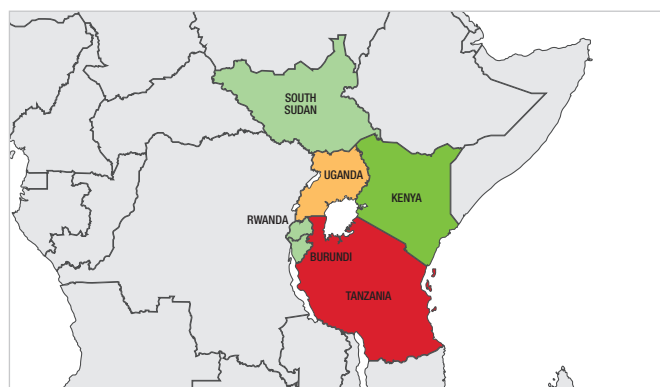 SOUTH
SUDAN
UGANDA
KENYA
RWANDA
BURUNDI
TANZANIA